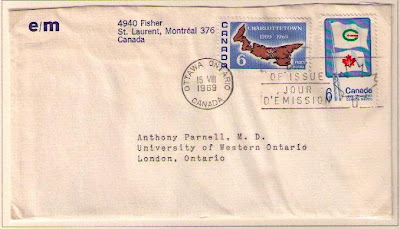 e/m
4940 Fisher
St. Laurent, Montréal 376
Canada
CANADA
CHARLOTTETOWN
1769 1969
6
OTTAWA ONTARIO
15 VIII
1969
CANADA
OF ISSUE
JOUR
D'ÉMISSION
6
Canada
Anthony Parnell, M. D.
University of Western Ontario
London, Ontario